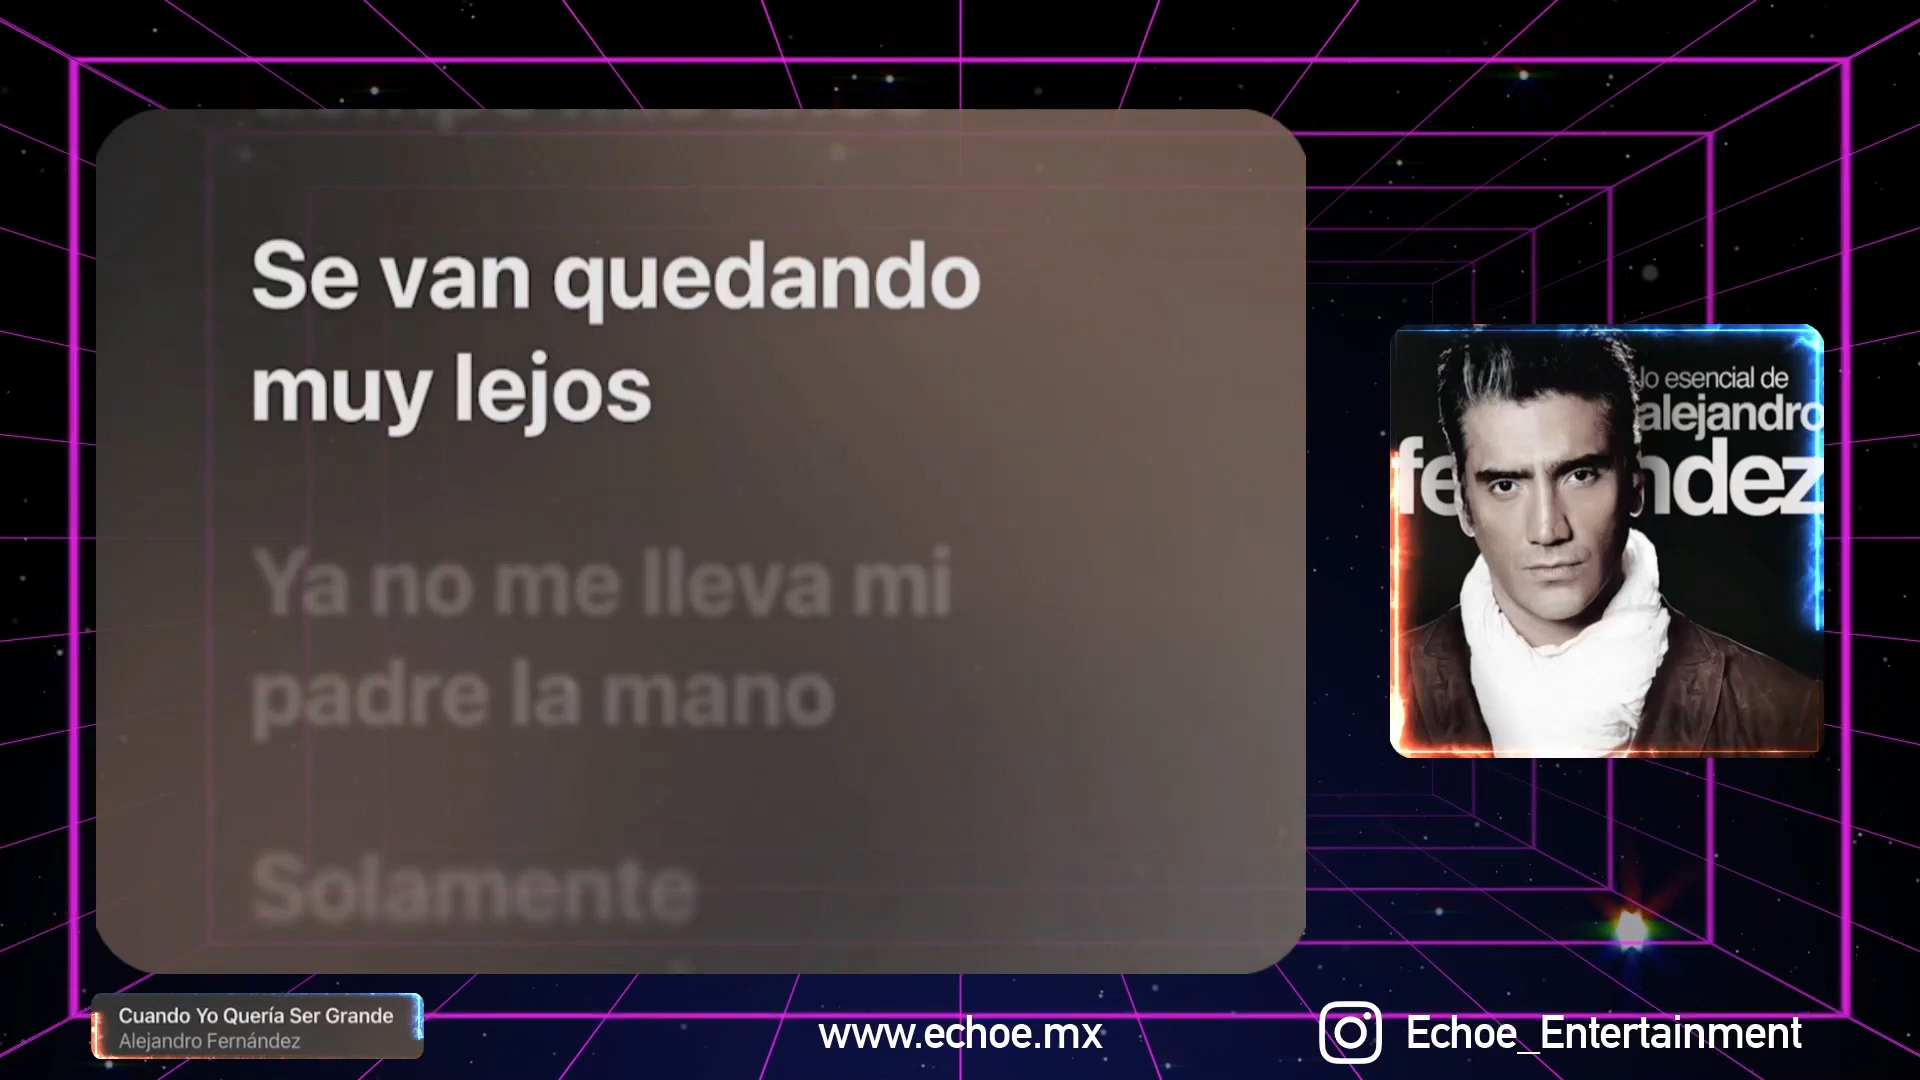 Se van quedando
muy lejos
Ya no me lleva mi
padre la mano
Solamente
lo esencial de
alejandro
fe ndez
Cuando Yo Quería Ser Grande
Alejandro Fernández
www.echoe.mx
Echoe_Entertainment